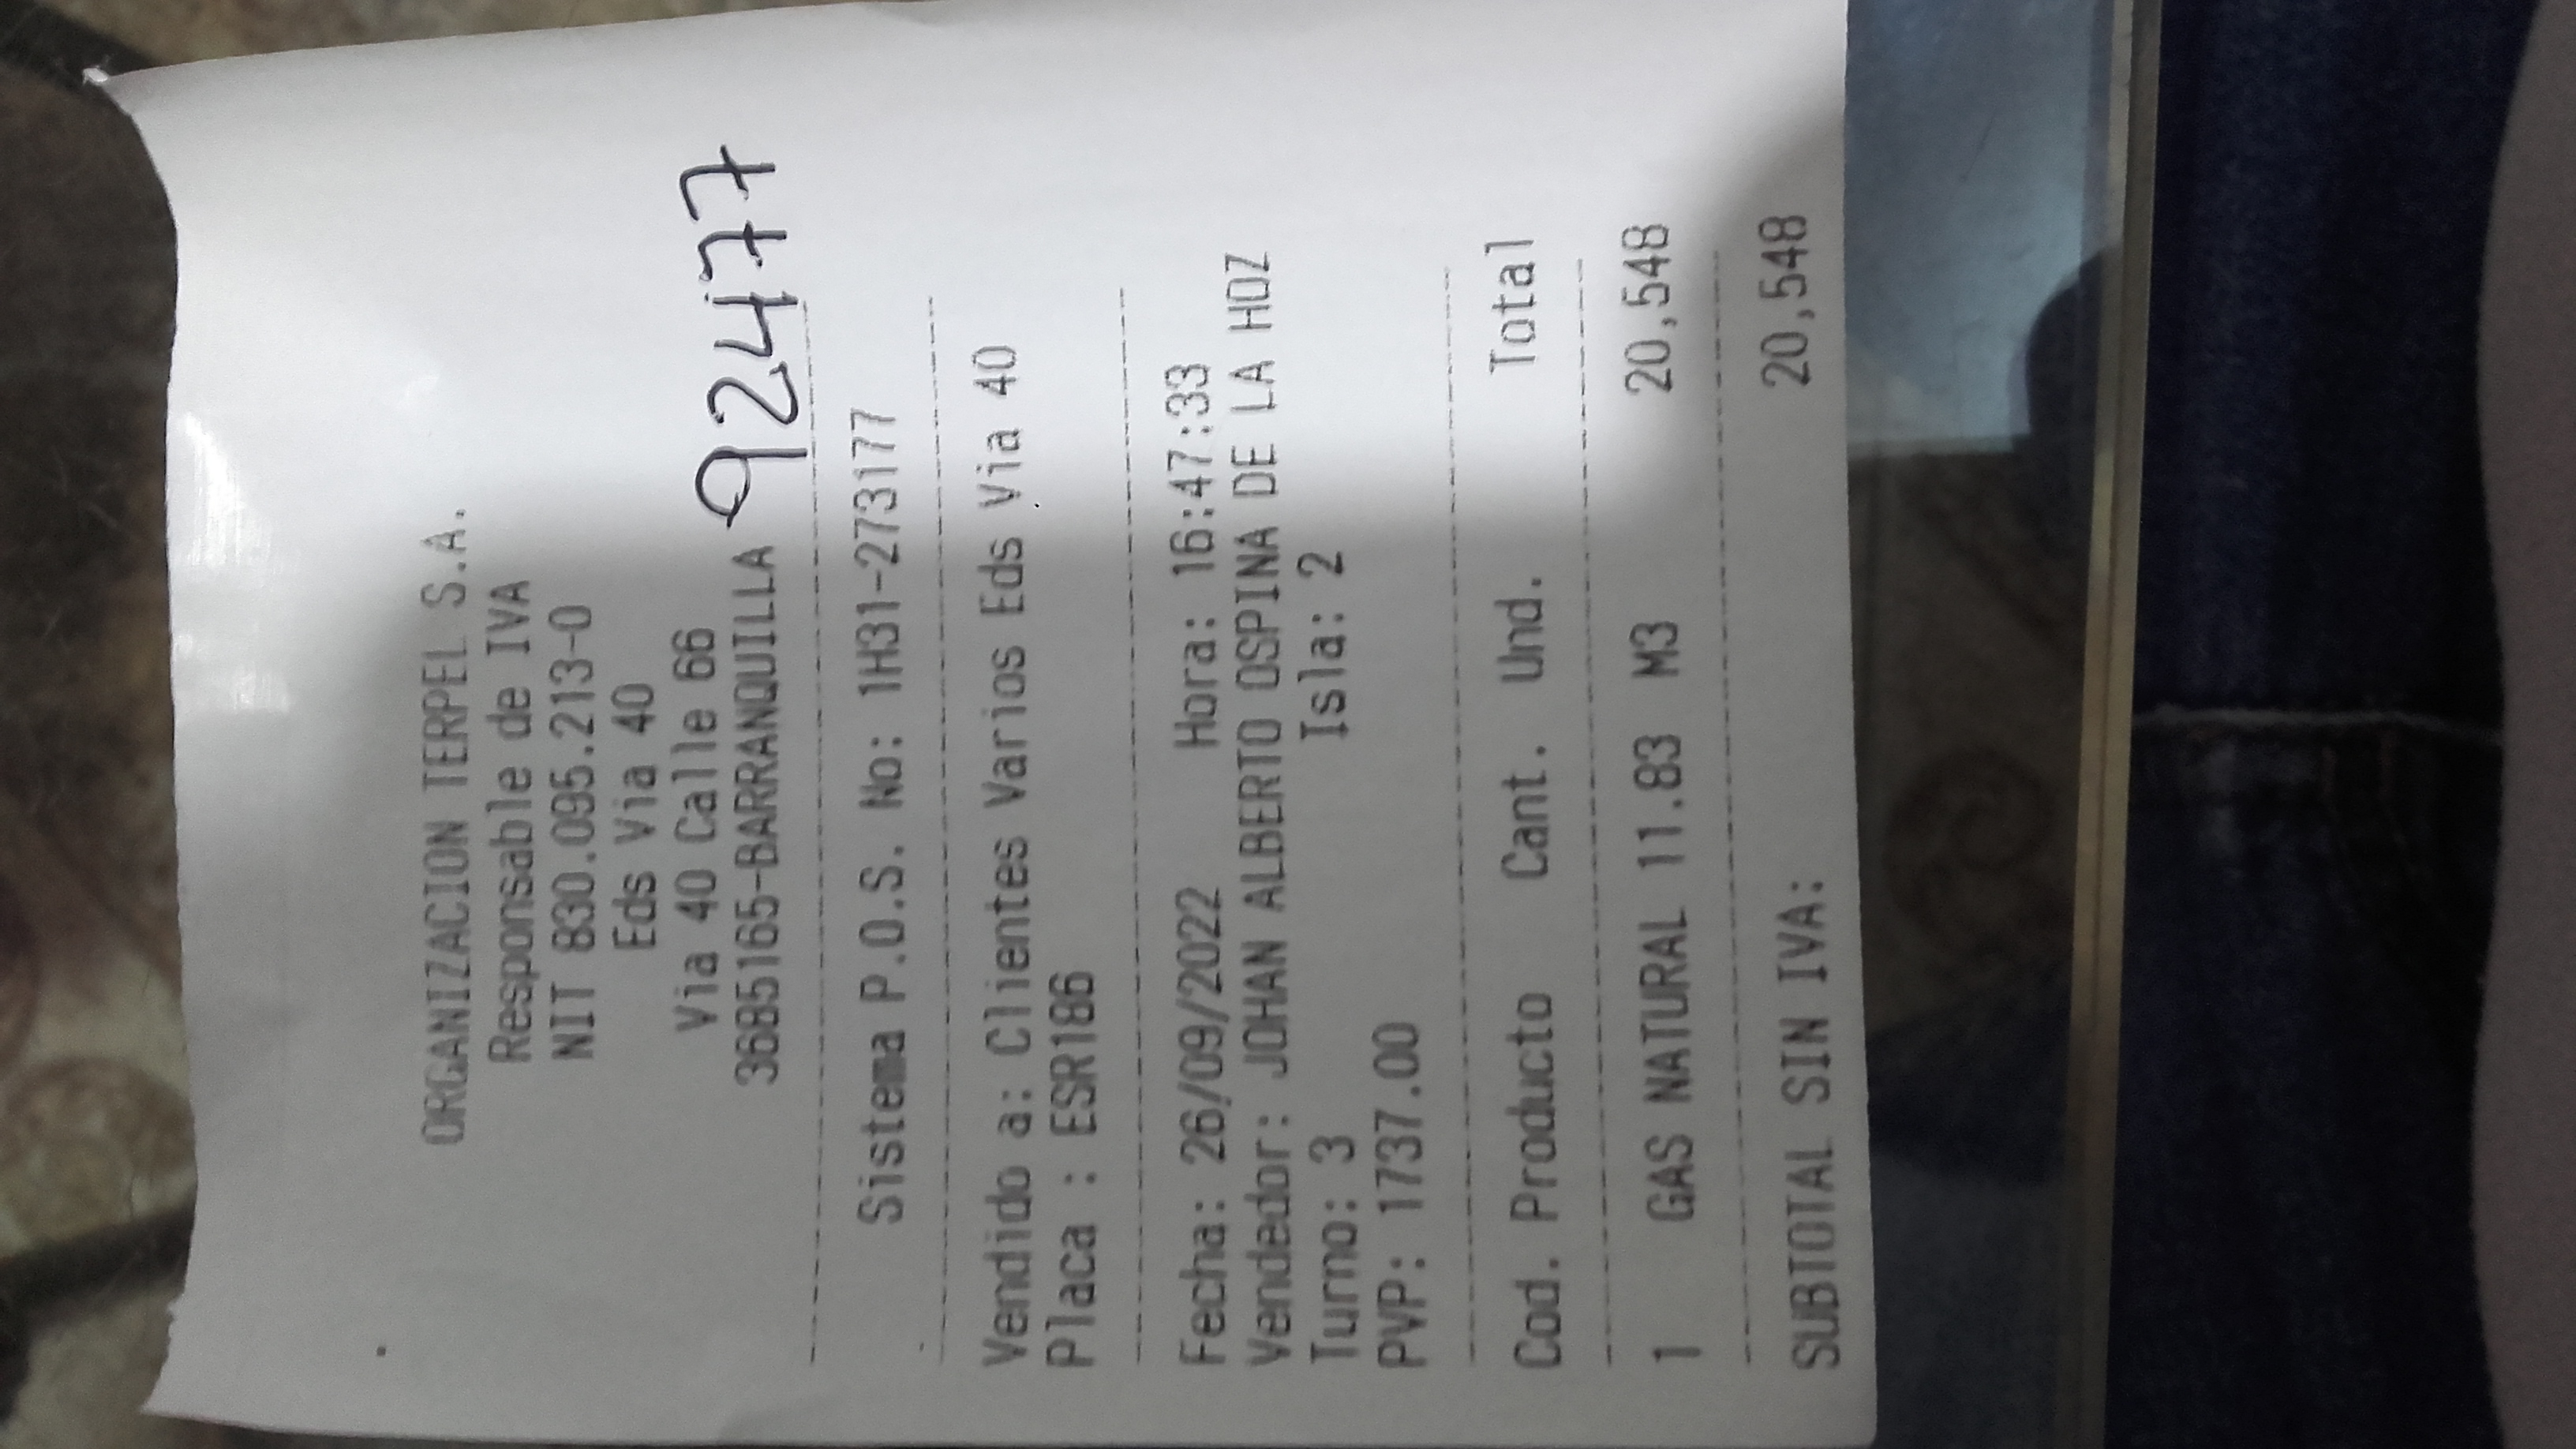 ORGANIZACION TERPEL S.A.
Responsable de IVA
NIT 830.095.213-0
Eds Via 40
Via 40 Calle 66
3685165-BARRANQUILLA 92477
Sistema P.O.S. No: 1H31-273177
Vendido a: Clientes Varios Eds Via 40
Placa : ESR186
Fecha: 26/09/2022 Hora: 16:47:33
Vendedor: JOHAN ALBERTO OSPINA DE LA HOZ
Turno: 3 Isla: 2
PVP: 1737.00
Cod. Producto Cant. Und. Total
1 GAS NATURAL 11.83 M3 20,548
SUBTOTAL SIN IVA: 20,548